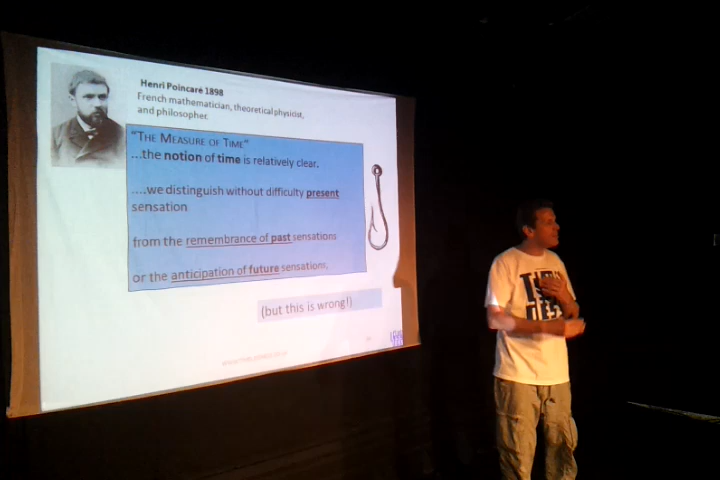 Henri Poincaré 1898
French mathematician, theoretical physicist,
and philosopher.
"THE MEASURE OF TIME"
...the notion of time is relatively clear.
....we distinguish without difficulty present
sensation
from the remembrance of past sensations
or the anticipation of future sensations.
(but this is wrong!)